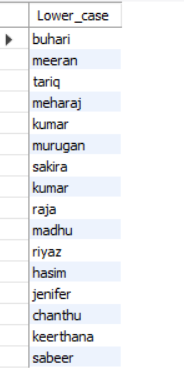 Lower_case
buhari
meeran
tariq
meharaj
kumar
murugan
sakira
kumar
raja
madhu
riyaz
hasim
jenifer
chanthu
keerthana
sabeer